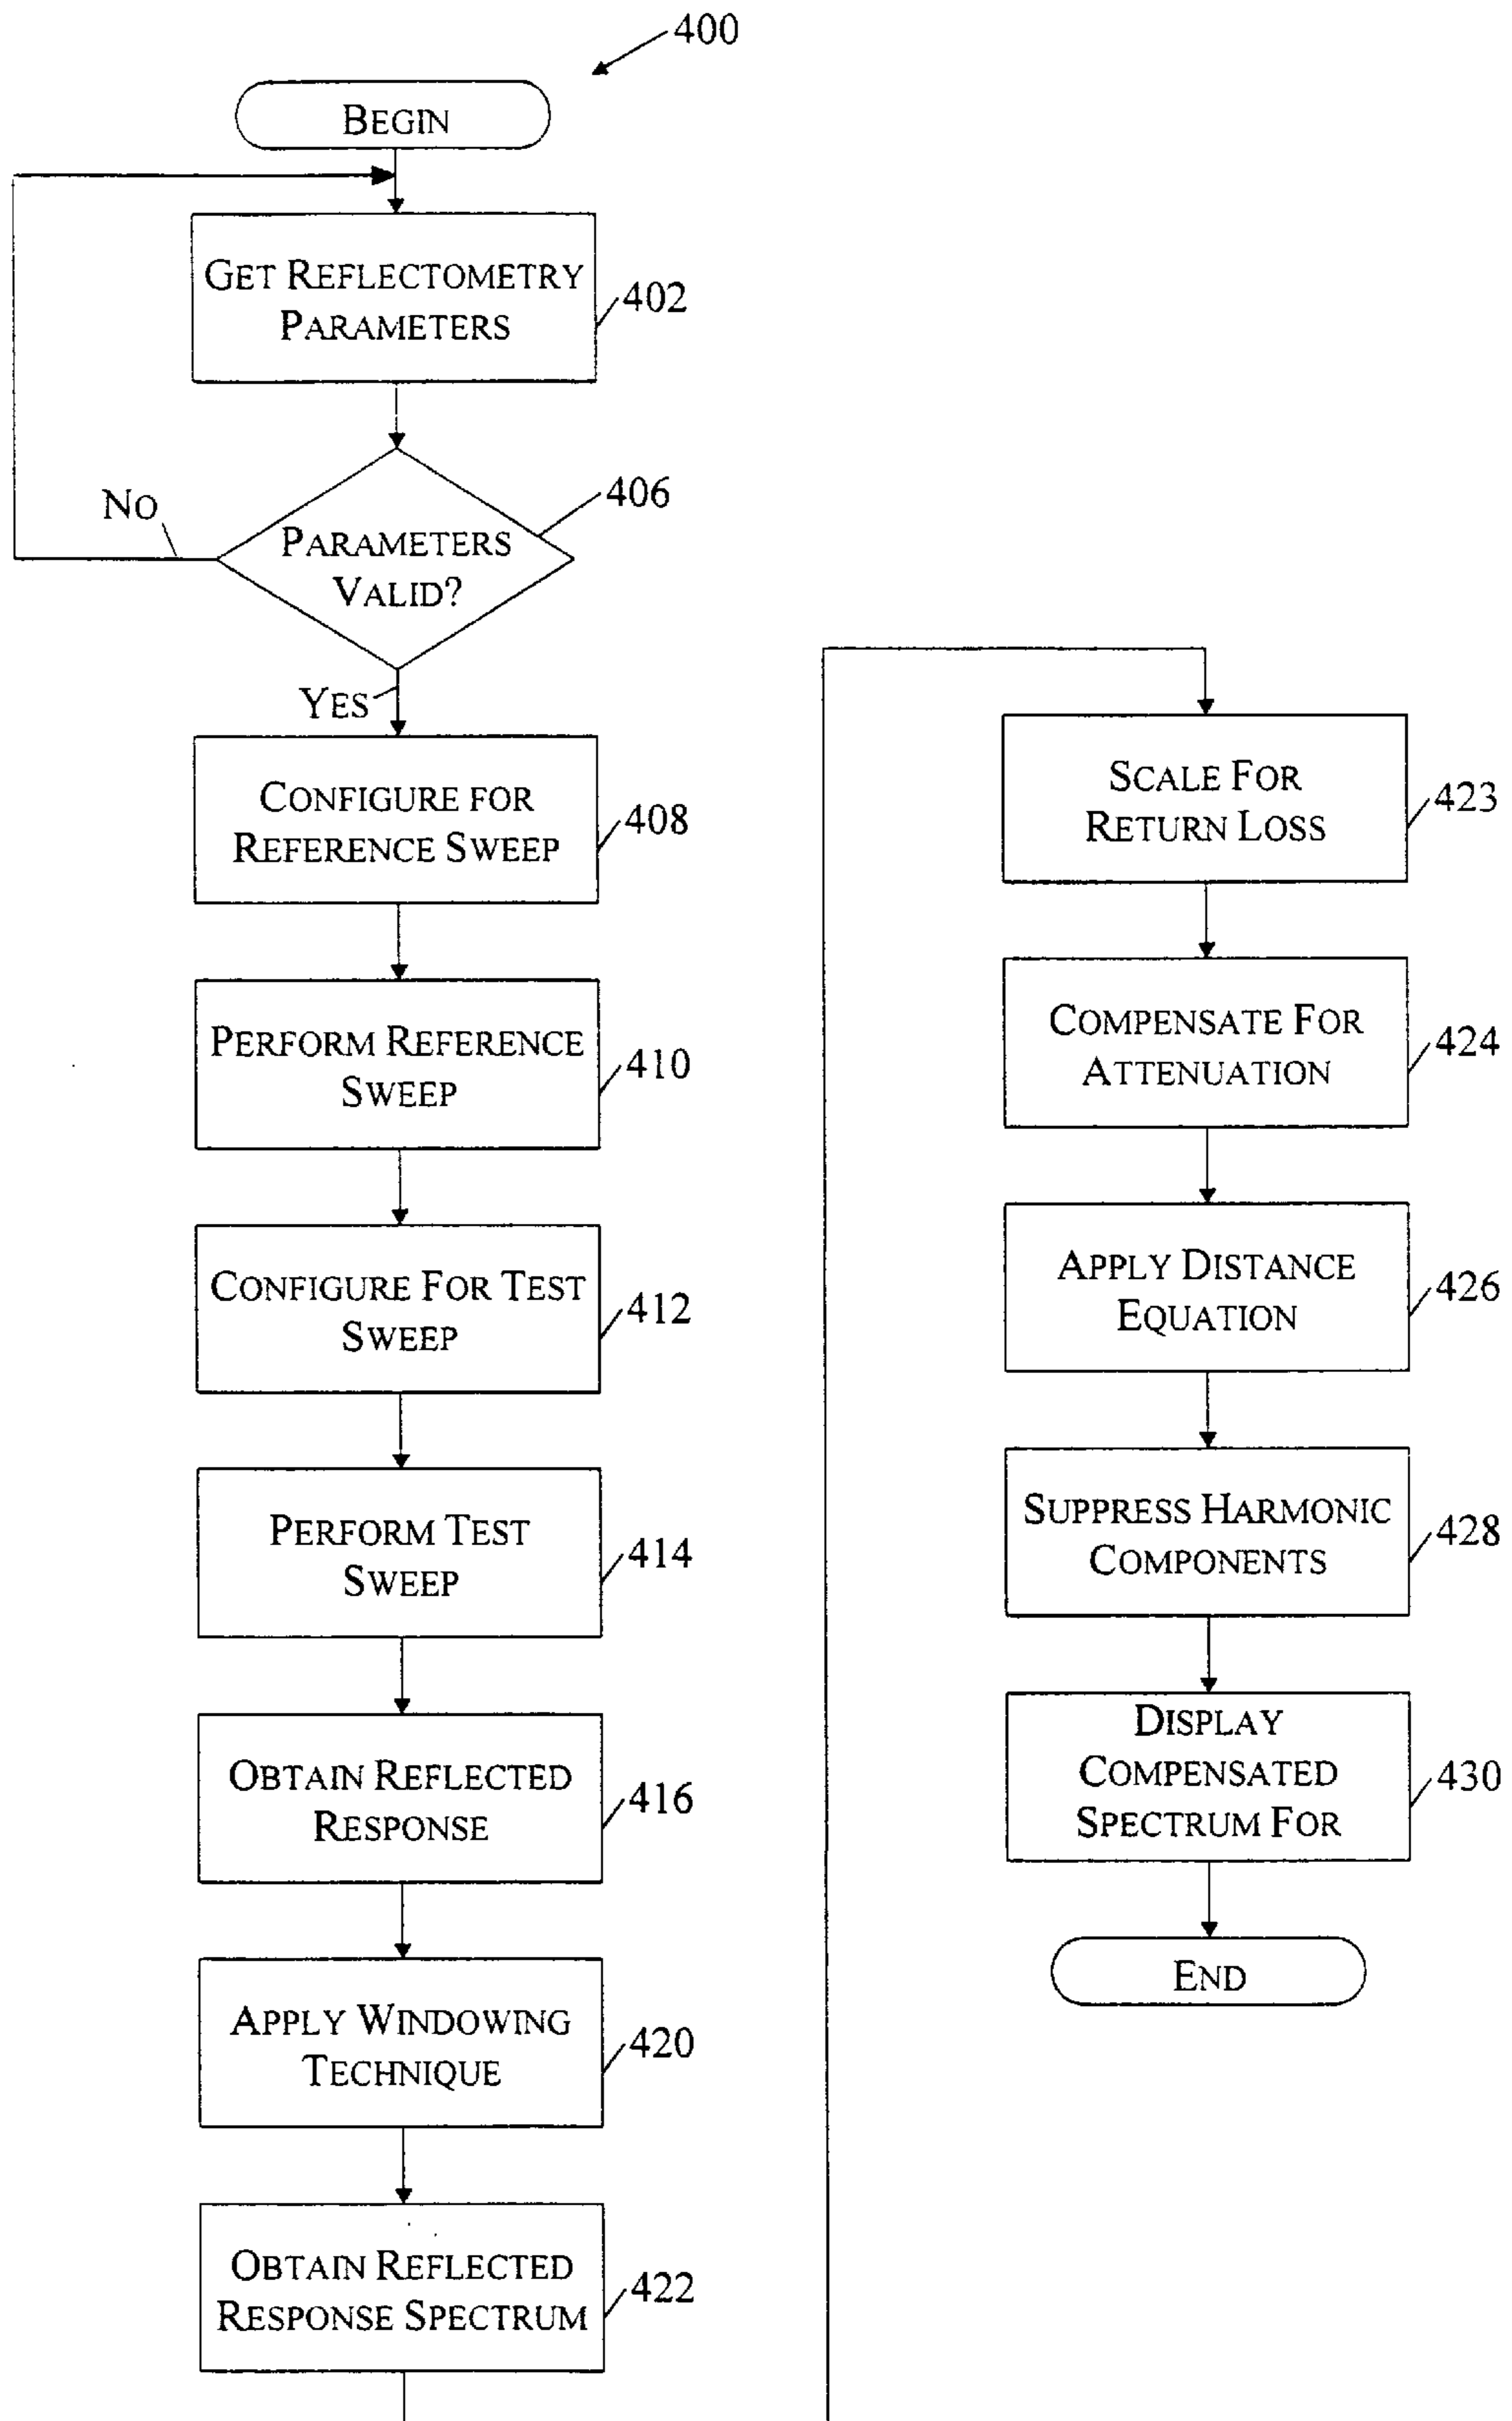 400
BEGIN
GET REFLECTOMETRY
PARAMETERS
402
NO
PARAMETERS
VALID?
406
YES
CONFIGURE FOR
REFERENCE SWEEP
408
PERFORM REFERENCE
SWEEP
410
CONFIGURE FOR TEST
SWEEP
412
PERFORM TEST
SWEEP
414
OBTAIN REFLECTED
RESPONSE
416
APPLY WINDOWING
TECHNIQUE
420
OBTAIN REFLECTED
RESPONSE SPECTRUM
422
SCALE FOR
RETURN LOSS
423
COMPENSATE FOR
ATTENUATION
424
APPLY DISTANCE
EQUATION
426
SUPPRESS HARMONIC
COMPONENTS
428
DISPLAY
COMPENSATED
SPECTRUM FOR
430
END